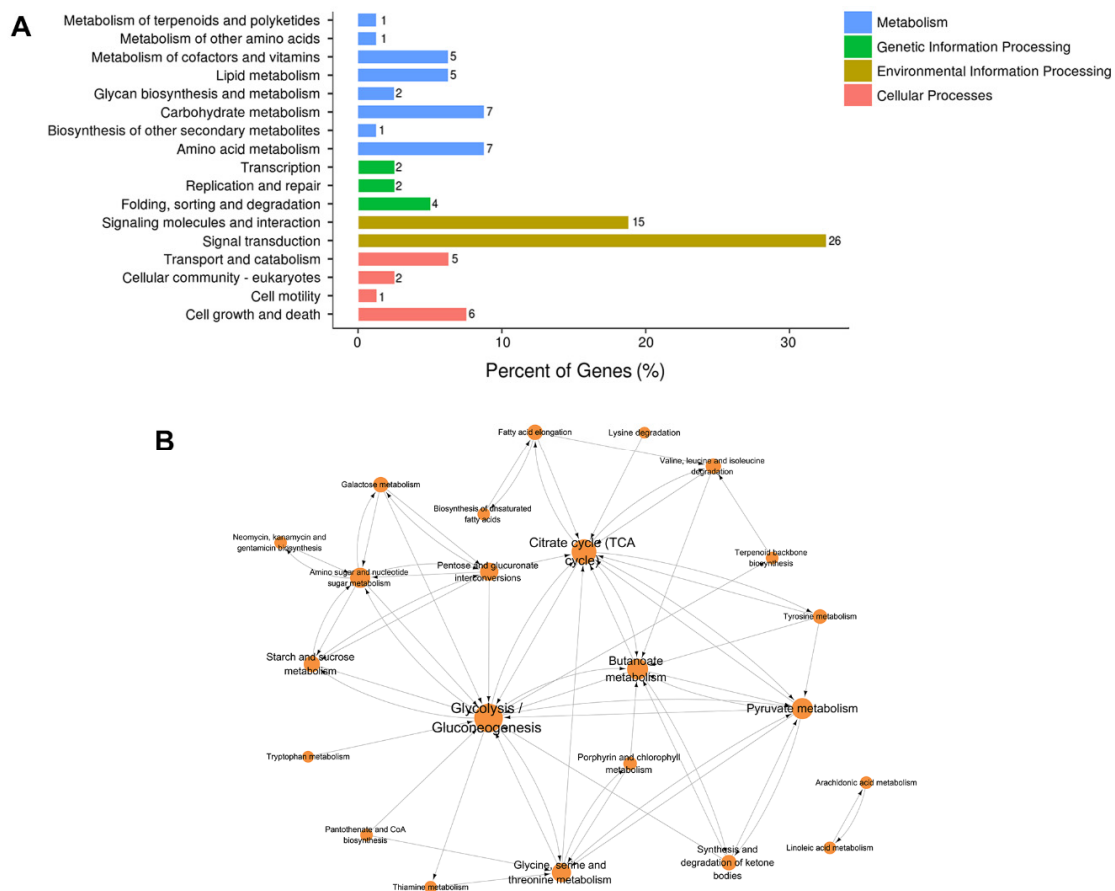 A
Metabolism of terpenoids and polyketides
1
Metabolism of other amino acids
1
Metabolism of cofactors and vitamins
5
Lipid metabolism
5
Glycan biosynthesis and metabolism
2
Carbohydrate metabolism
7
Biosynthesis of other secondary metabolites
1
Amino acid metabolism
7
Transcription
2
Replication and repair
2
Folding, sorting and degradation
4
Signaling molecules and interaction
15
Signal transduction
26
Transport and catabolism
5
Cellular community - eukaryotes
2
Cell motility
1
Cell growth and death
6
0
10
20
30
Percent of Genes (%)
Metabolism
Genetic Information Processing
Environmental Information Processing
Cellular Processes
B
Fatty acid elongation
Lysine degradation
Valine, leucine and isoleucine
degradation
Galactose metabolism
Biosynthesis of unsaturated
fatty acids
Neomycin, kanamycin and
gentamicin biosynthesis
Citrate cycle (TCA
cycle)
Terpenoid backbone
biosynthesis
Amino sugar and nucleotide
sugar metabolism
Pentose and glucuronate
interconversions
Tyrosine metabolism
Starch and sucrose
metabolism
Butanoate
metabolism
Glycolysis /
Gluconeogenesis
Pyruvate metabolism
Tryptophan metabolism
Porphyrin and chlorophyll
metabolism
Arachidonic acid metabolism
Pantothenate and CoA
biosynthesis
Linoleic acid metabolism
Synthesis and
degradation of ketone
bodies
Glycine, serine and
threonine metabolism
Thiamine metabolism